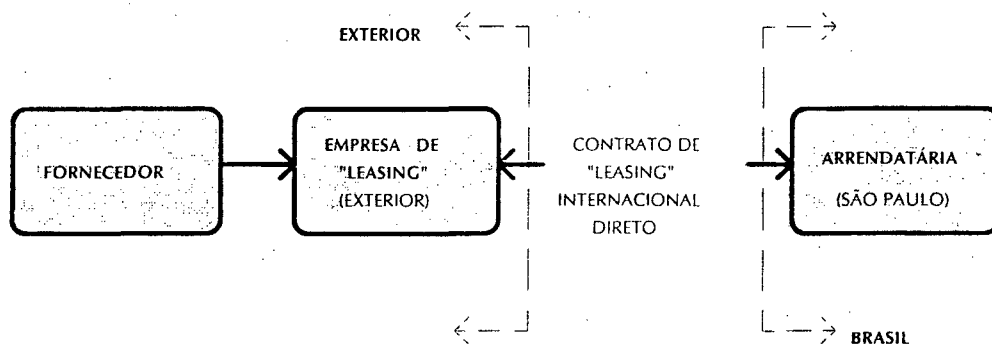 EXTERIOR
FORNECEDOR
EMPRESA DE
"LEASING"
(EXTERIOR)
CONTRATO DE
"LEASING"
INTERNACIONAL
DIRETO
ARRENDATÁRIA
(SÃO PAULO)
BRASIL